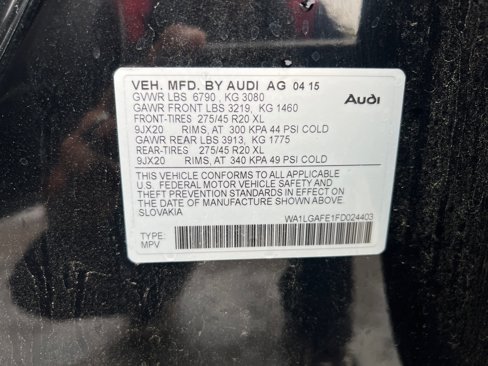 VEH. MFD. BY AUDI AG 04 15
GVWR LBS 6790 , KG 3080
Audi
GAWR FRONT LBS 3219, KG 1460
FRONT-TIRES 275/45 R20 XL
9JX20 RIMS, AT 300 KPA 44 PSI COLD
GAWR REAR LBS 3913, KG 1775
REAR-TIRES 275/45 R20 XL
9JX20 RIMS, AT 340 KPA 49 PSI COLD
THIS VEHICLE CONFORMS TO ALL APPLICABLE
U.S. FEDERAL MOTOR VEHICLE SAFETY AND
THEFT PREVENTION STANDARDS IN EFFECT ON
THE DATE OF MANUFACTURE SHOWN ABOVE.
SLOVAKIA
WA1LGAFE1FD024403
TYPE:
MPV